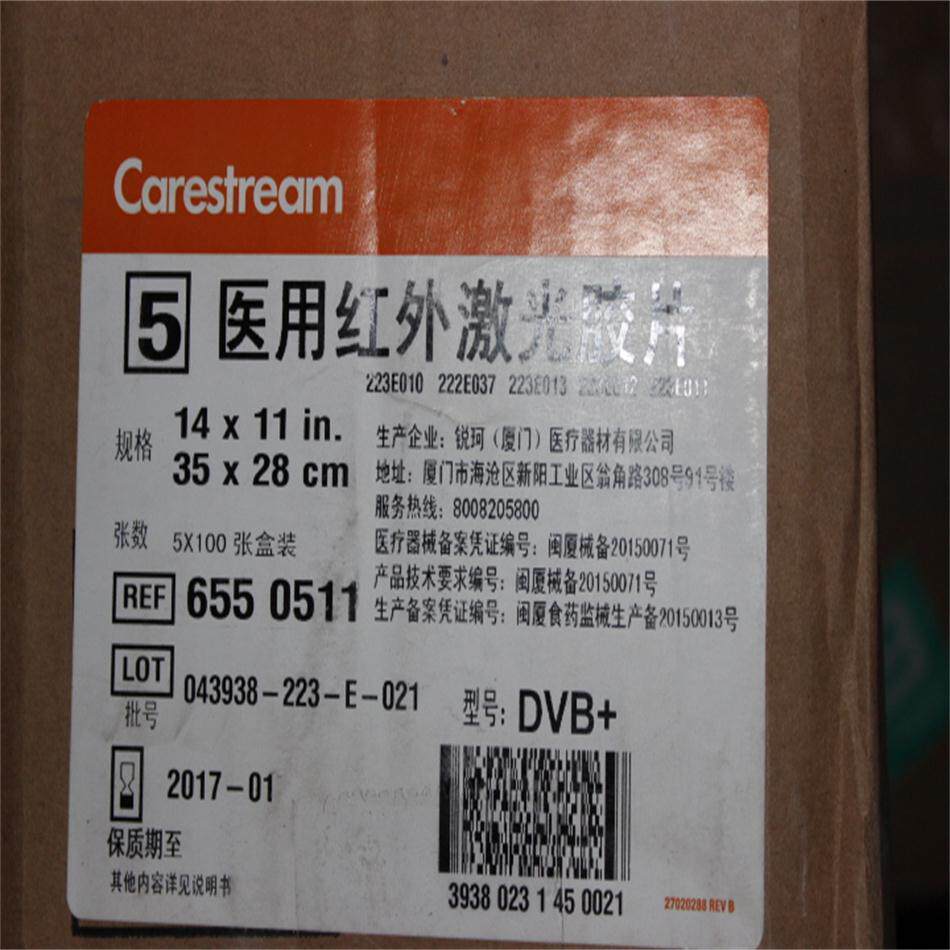 Carestream
5 医用红外激光胶片
223E010 222E037 223E013 223E011
规格 14 x 11 in.
35 x 28 cm
生产企业：锐珂（厦门）医疗器材有限公司
地址：厦门市海沧区新阳工业区翁角路308号91号楼
服务热线：8008205800
张数 5X100 张盒装
医疗器械备案凭证编号：闽厦械备20150071号
产品技术要求编号：闽厦械备20150071号
生产备案凭证编号：闽厦食药监械生产备20150013号
REF 655 0511
LOT 043938-223-E-021
批号
型号：DVB+
2017-01
保质期至
其他内容详见说明书
3938 023 1 45 0021
27020288 REV B